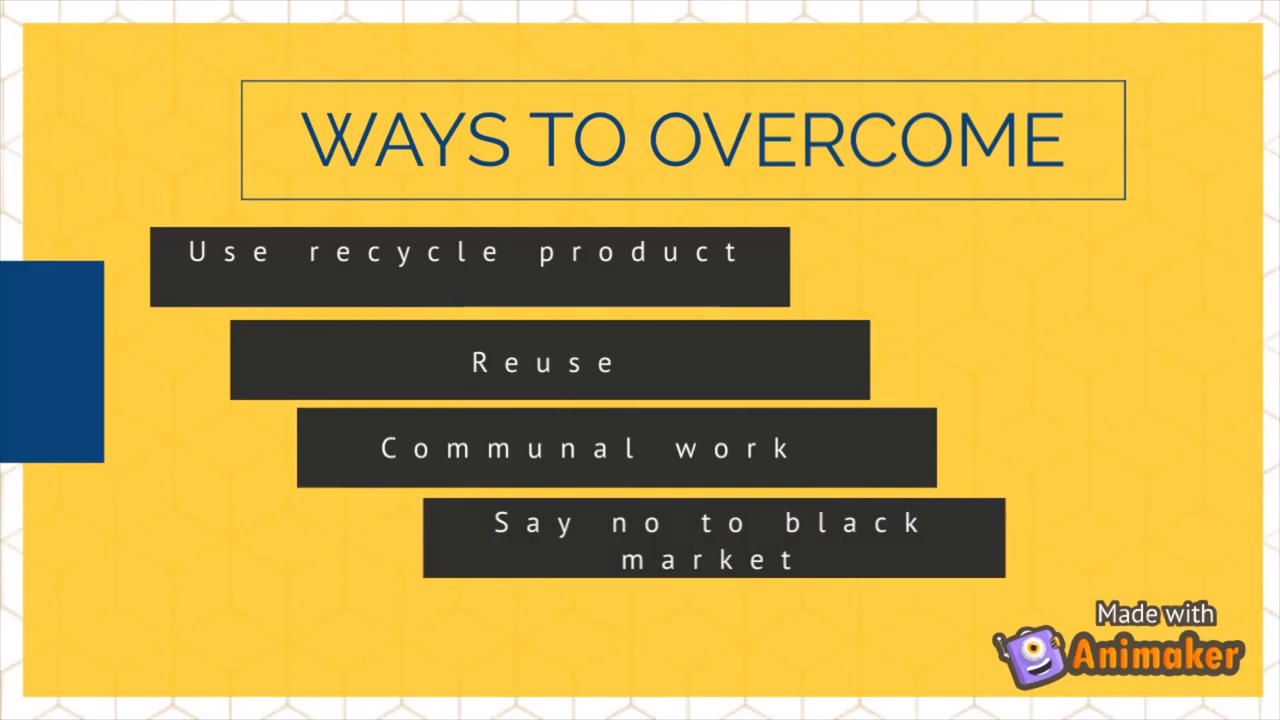 WAYS TO OVERCOME
Use recycle product
Reuse
Communal work
Say no to black
market
Made with
Animaker